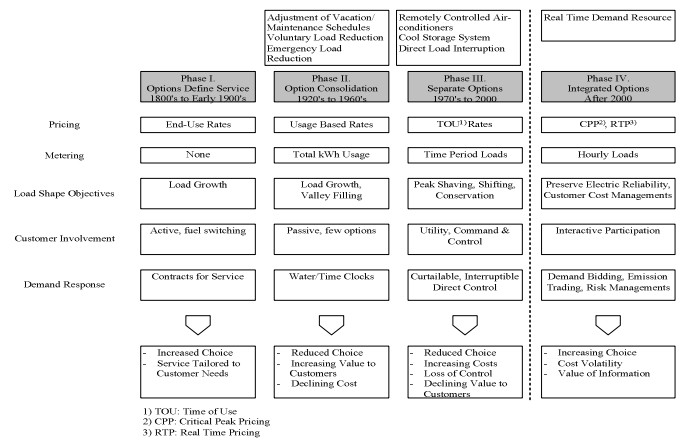 Adjustment of Vacation/
Maintenance Schedules
Voluntary Load Reduction
Emergency Load
Reduction
Remotely Controlled Air-
conditioners
Cool Storage System
Direct Load Interruption
Real Time Demand Resource
Phase I.
Options Define Service
1800's to Early 1900's
Phase II.
Option Consolidation
1920's to 1960's
Phase III.
Separate Options
1970's to 2000
Phase IV.
Integrated Options
After 2000
Pricing
End-Use Rates
Usage Based Rates
TOU1) Rates
CPP2), RTP3)
Metering
None
Total kWh Usage
Time Period Loads
Hourly Loads
Load Shape Objectives
Load Growth
Load Growth,
Valley Filling
Peak Shaving, Shifting,
Conservation
Preserve Electric Reliability,
Customer Cost Managements
Customer Involvement
Active, fuel switching
Passive, few options
Utility, Command &
Control
Interactive Participation
Demand Response
Contracts for Service
Water/Time Clocks
Curtailable, Interruptible
Direct Control
Demand Bidding, Emission
Trading, Risk Managements
- Increased Choice
- Service Tailored to
Customer Needs
- Reduced Choice
- Increasing Value to
Customers
- Declining Cost
- Reduced Choice
- Increasing Costs
- Loss of Control
- Declining Value to
Customers
- Increasing Choice
- Cost Volatility
- Value of Information
1) TOU: Time of Use
2) CPP: Critical Peak Pricing
3) RTP: Real Time Pricing